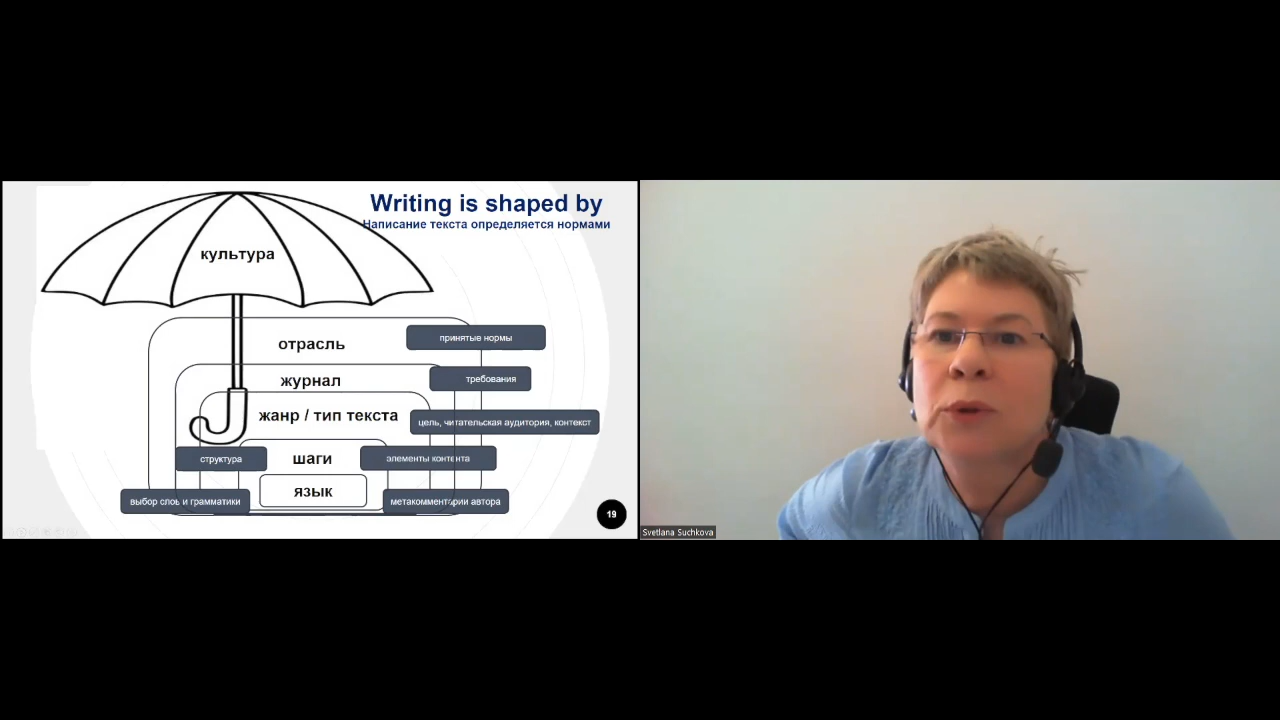 Writing is shaped by
Написание текста определяется нормами
культура
отрасль
принятые нормы
журнал
требования
жанр / тип текста
цель, читательская аудитория, контекст
структура
шаги
элементы контента
язык
выбор слов и грамматики
метакомментарии автора
19
Svetlana Suchkova